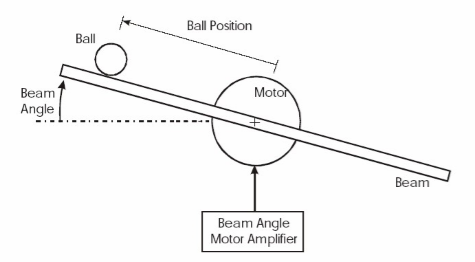 Ball Position
Ball
Motor
Beam
Angle
Beam
Beam Angle
Motor Amplifier